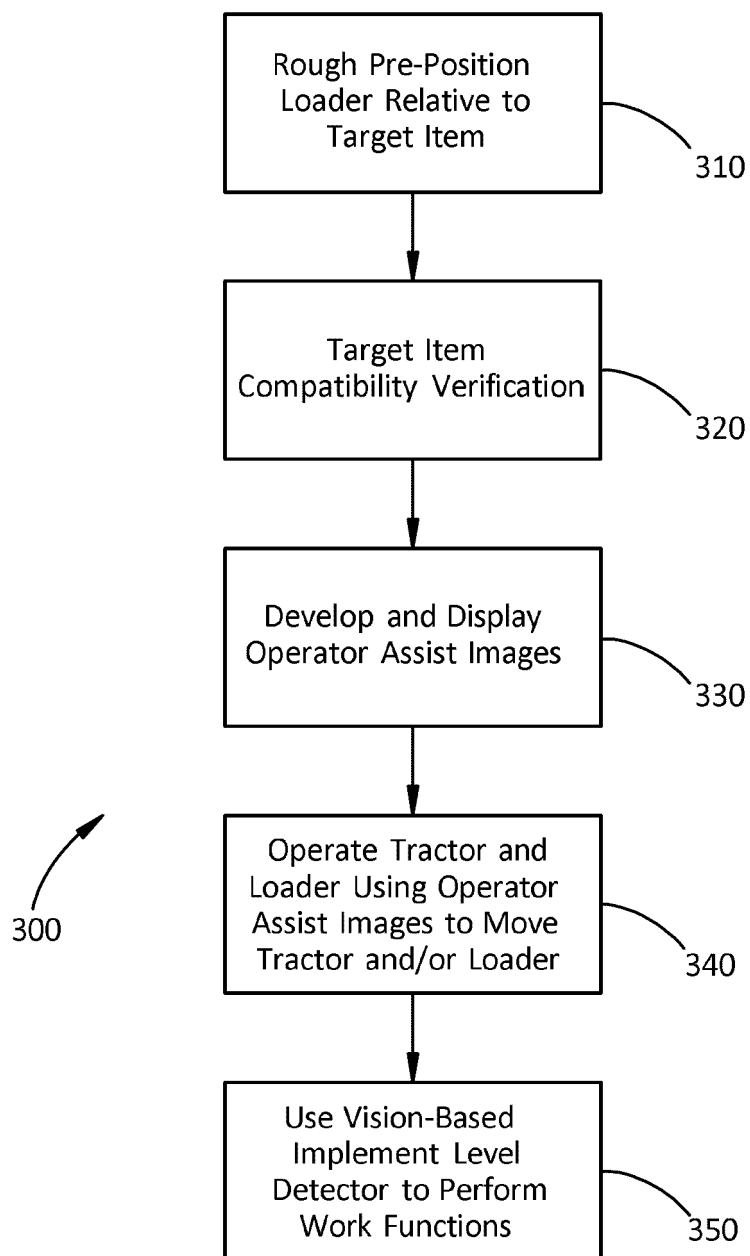 Rough Pre-Position
Loader Relative to
Target Item
310
Target Item
Compatibility Verification
320
Develop and Display
Operator Assist Images
330
Operate Tractor and
Loader Using Operator
Assist Images to Move
Tractor and/or Loader
300
340
Use Vision-Based
Implement Level
Detector to Perform
Work Functions
350